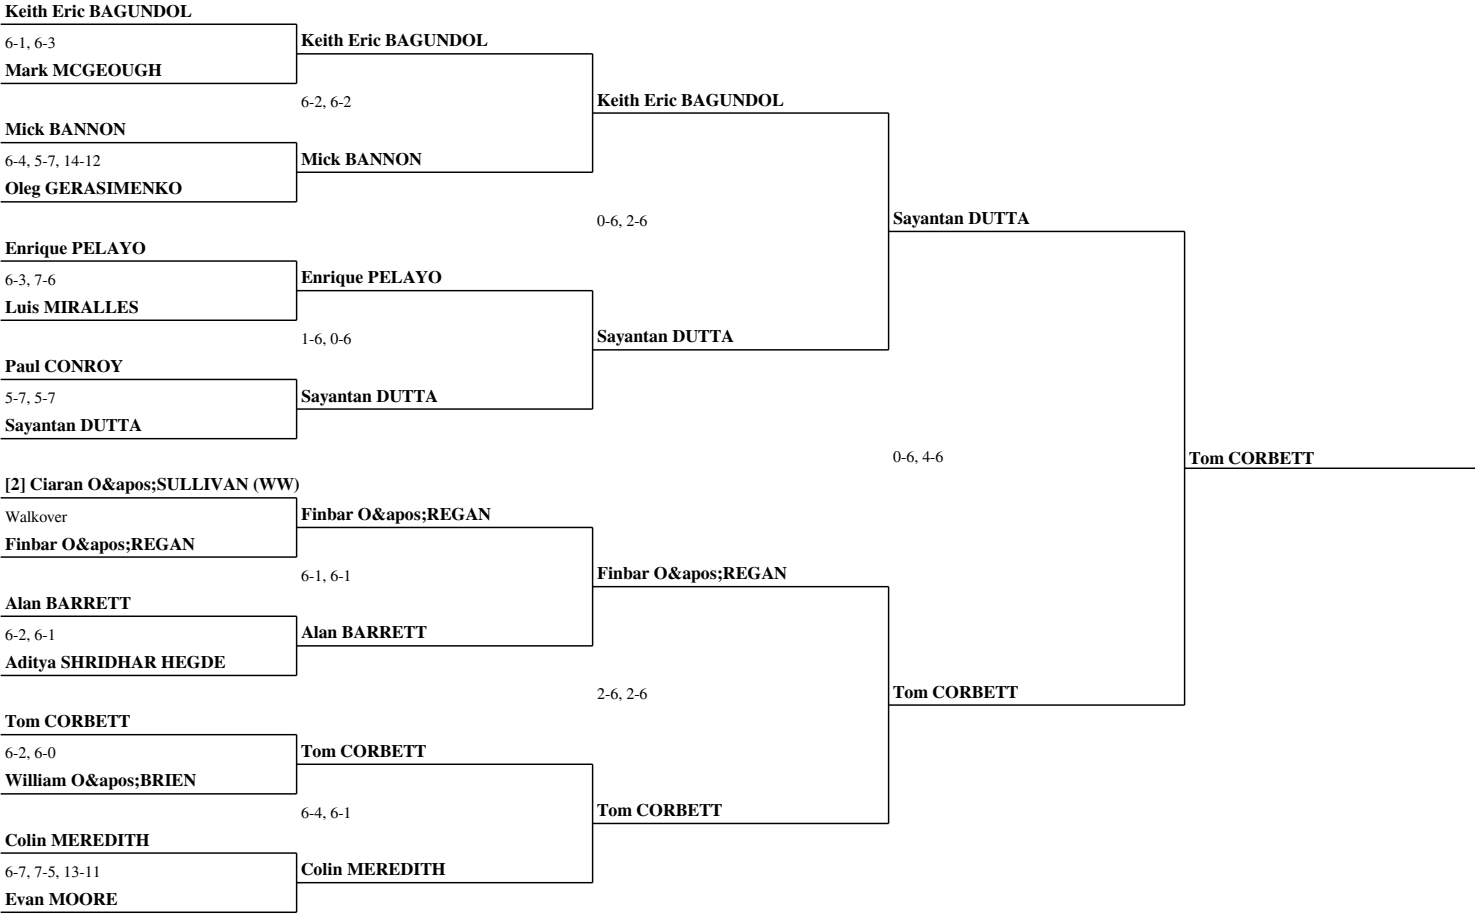 Keith Eric BAGUNDOL
6-1, 6-3
Mark MCGEOUGH
Mick BANNON
6-4, 5-7, 14-12
Oleg GERASIMENKO
Enrique PELAYO
6-3, 7-6
Luis MIRALLES
Paul CONROY
5-7, 5-7
Sayantan DUTTA
[2] Ciaran O&apos;SULLIVAN (WW)
Walkover
Finbar O&apos;REGAN
Alan BARRETT
6-2, 6-1
Aditya SHRIDHAR HEGDE
Tom CORBETT
6-2, 6-0
William O&apos;BRIEN
Colin MEREDITH
6-7, 7-5, 13-11
Evan MOORE
Keith Eric BAGUNDOL
6-2, 6-2
Mick BANNON
Enrique PELAYO
1-6, 0-6
Sayantan DUTTA
Finbar O&apos;REGAN
6-1, 6-1
Alan BARRETT
Tom CORBETT
6-4, 6-1
Colin MEREDITH
Keith Eric BAGUNDOL
0-6, 2-6
Sayantan DUTTA
Finbar O&apos;REGAN
2-6, 2-6
Tom CORBETT
Sayantan DUTTA
0-6, 4-6
Tom CORBETT
Tom CORBETT